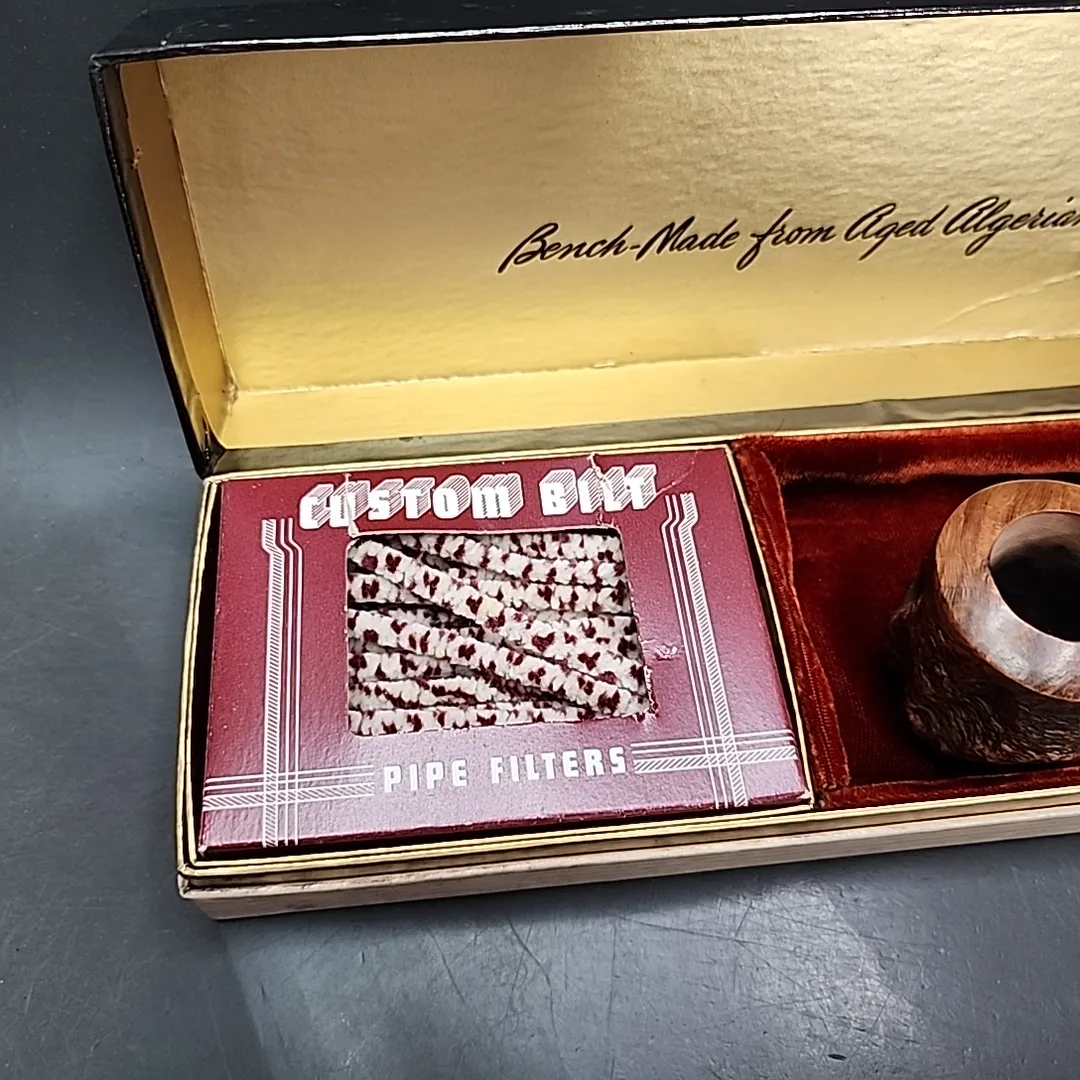 Bench-Made from Aged Algerian
CUSTOM BILT
PIPE FILTERS